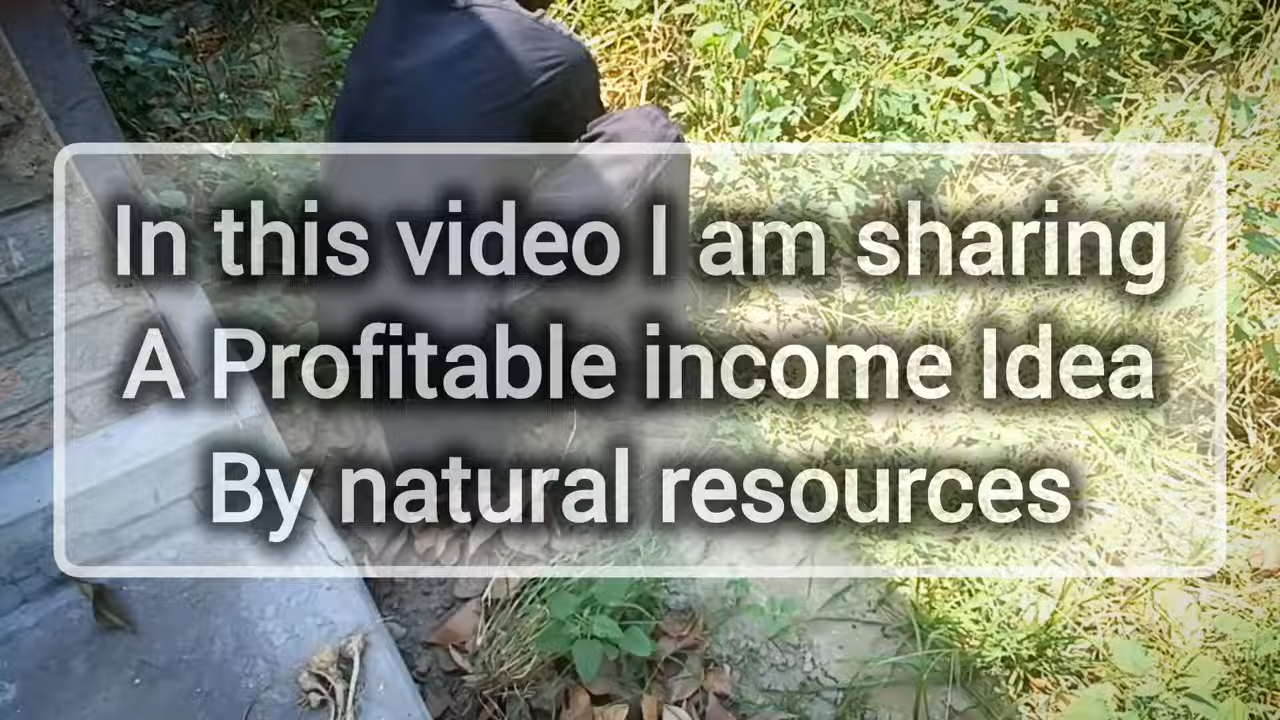 In this video I am sharing
A Profitable income Idea
By natural resources